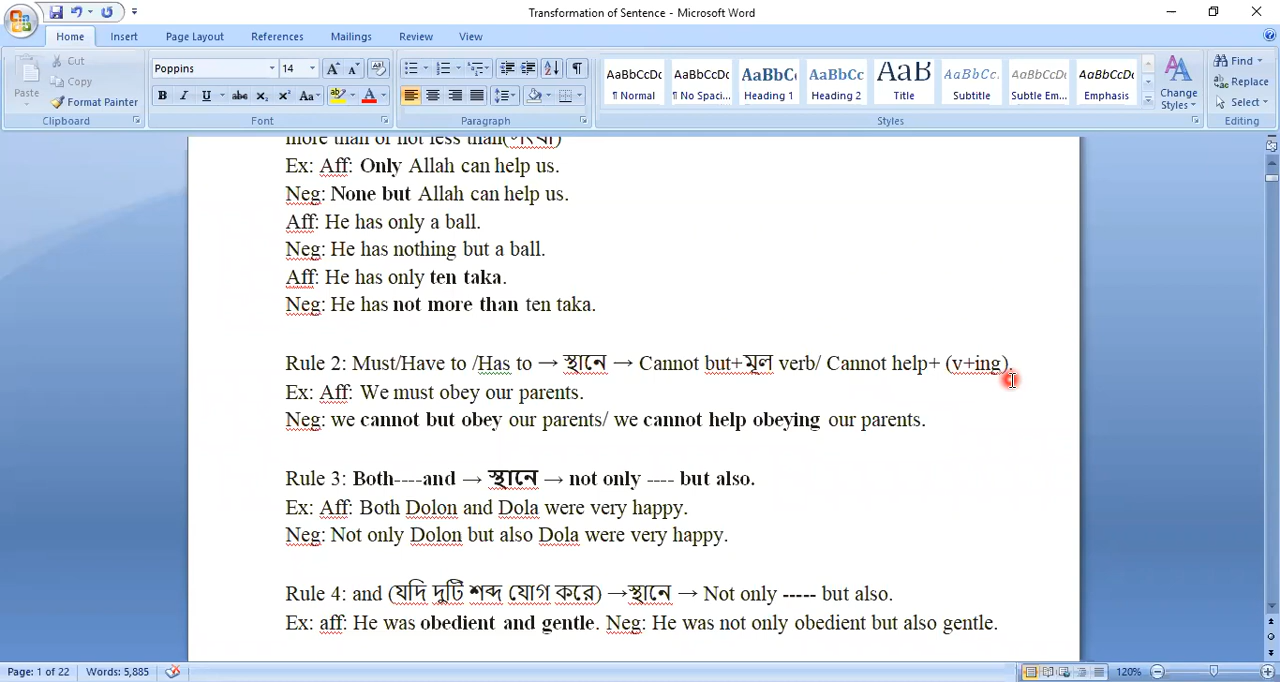 Transformation of Sentence - Microsoft Word
Home Insert Page Layout References Mailings Review View
Paste Cut Copy Format Painter Clipboard
Poppins 14 Font
Paragraph
AaBbCcDc ¶ Normal AaBbCcDc ¶ No Spaci... AaBbCc Heading 1 AaBbCc Heading 2 AaB Title AaBbCc. Subtitle AaBbCcDc Subtle Em... AaBbCcDc Emphasis Change Styles Styles
Find Replace Select Editing
more than or not less than(সংখ্যা)
Ex: Aff: Only Allah can help us.
Neg: None but Allah can help us.
Aff: He has only a ball.
Neg: He has nothing but a ball.
Aff: He has only ten taka.
Neg: He has not more than ten taka.
Rule 2: Must/Have to /Has to → স্থানে → Cannot but+মূল verb/ Cannot help+ (v+ing).
Ex: Aff: We must obey our parents.
Neg: we cannot but obey our parents/ we cannot help obeying our parents.
Rule 3: Both----and → স্থানে → not only ---- but also.
Ex: Aff: Both Dolon and Dola were very happy.
Neg: Not only Dolon but also Dola were very happy.
Rule 4: and (যদি দুটি শব্দ যোগ করে) →স্থানে → Not only ----- but also.
Ex: aff: He was obedient and gentle. Neg: He was not only obedient but also gentle.
Page: 1 of 22 Words: 5,885 120%